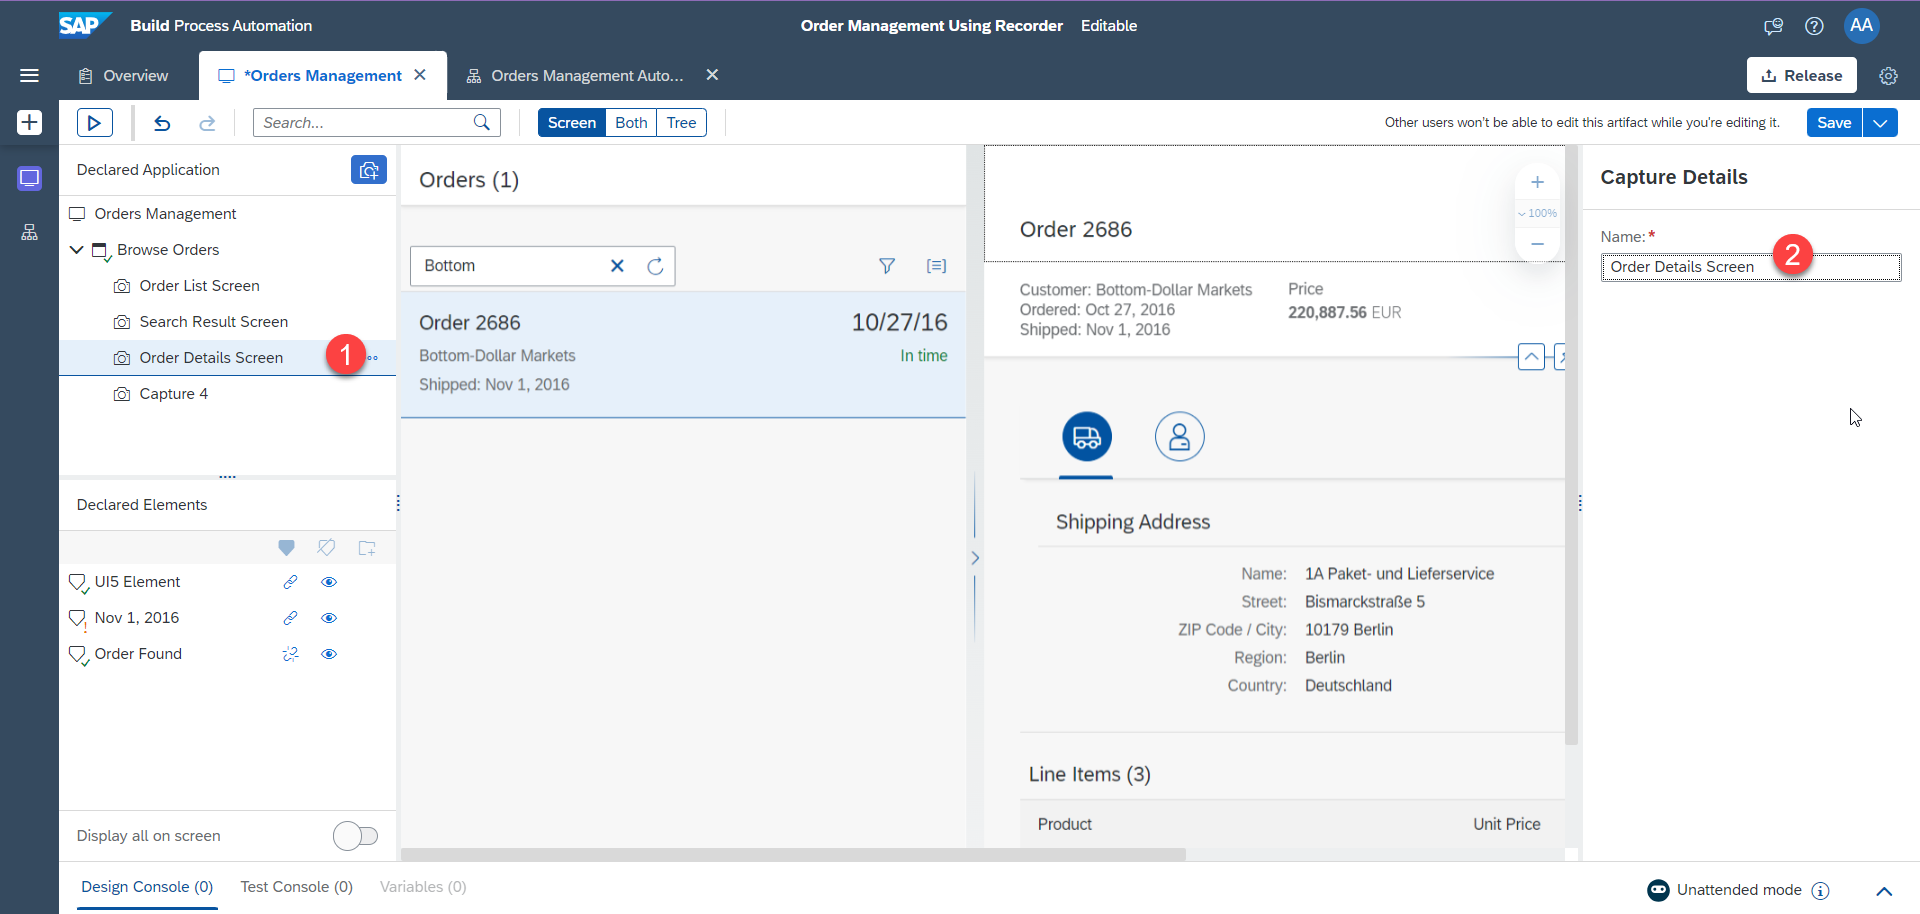 SAP Build Process Automation
Order Management Using Recorder Editable
AA
Overview
*Orders Management
Orders Management Auto...
Release
Search...
Screen Both Tree
Other users won't be able to edit this artifact while you're editing it.
Save
Declared Application
Orders Management
Browse Orders
Order List Screen
Search Result Screen
Order Details Screen
1
Capture 4
Declared Elements
UI5 Element
Nov 1, 2016
Order Found
Display all on screen
Orders (1)
Bottom
Order 2686
10/27/16
Bottom-Dollar Markets
In time
Shipped: Nov 1, 2016
Order 2686
100%
Customer: Bottom-Dollar Markets
Ordered: Oct 27, 2016
Shipped: Nov 1, 2016
Price
220,887.56 EUR
Shipping Address
Name: 1A Paket- und Lieferservice
Street: Bismarckstraße 5
ZIP Code / City: 10179 Berlin
Region: Berlin
Country: Deutschland
Line Items (3)
Product
Unit Price
Capture Details
Name:*
Order Details Screen
2
Design Console (0)
Test Console (0)
Variables (0)
Unattended mode